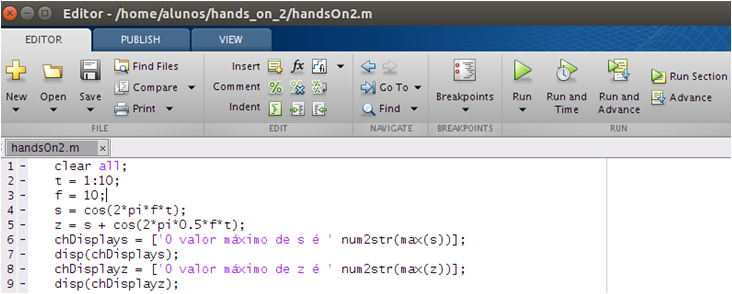 Editor - /home/alunos/hands_on_2/handsOn2.m
EDITOR PUBLISH VIEW
New Open Save Find Files Compare Print
Insert fx
Comment
Indent
Go To
Find
Breakpoints
Run Run and Time Run and Advance Run Section Advance
FILE EDIT NAVIGATE BREAKPOINTS RUN
handsOn2.m x
1 - clear all;
2 - t = 1:10;
3 - f = 10;
4 - s = cos(2*pi*f*t);
5 - z = s + cos(2*pi*0.5*f*t);
6 - chDisplays = ['O valor máximo de s é ' num2str(max(s))];
7 - disp(chDisplays);
8 - chDisplayz = ['O valor máximo de z é ' num2str(max(z))];
9 - disp(chDisplayz);